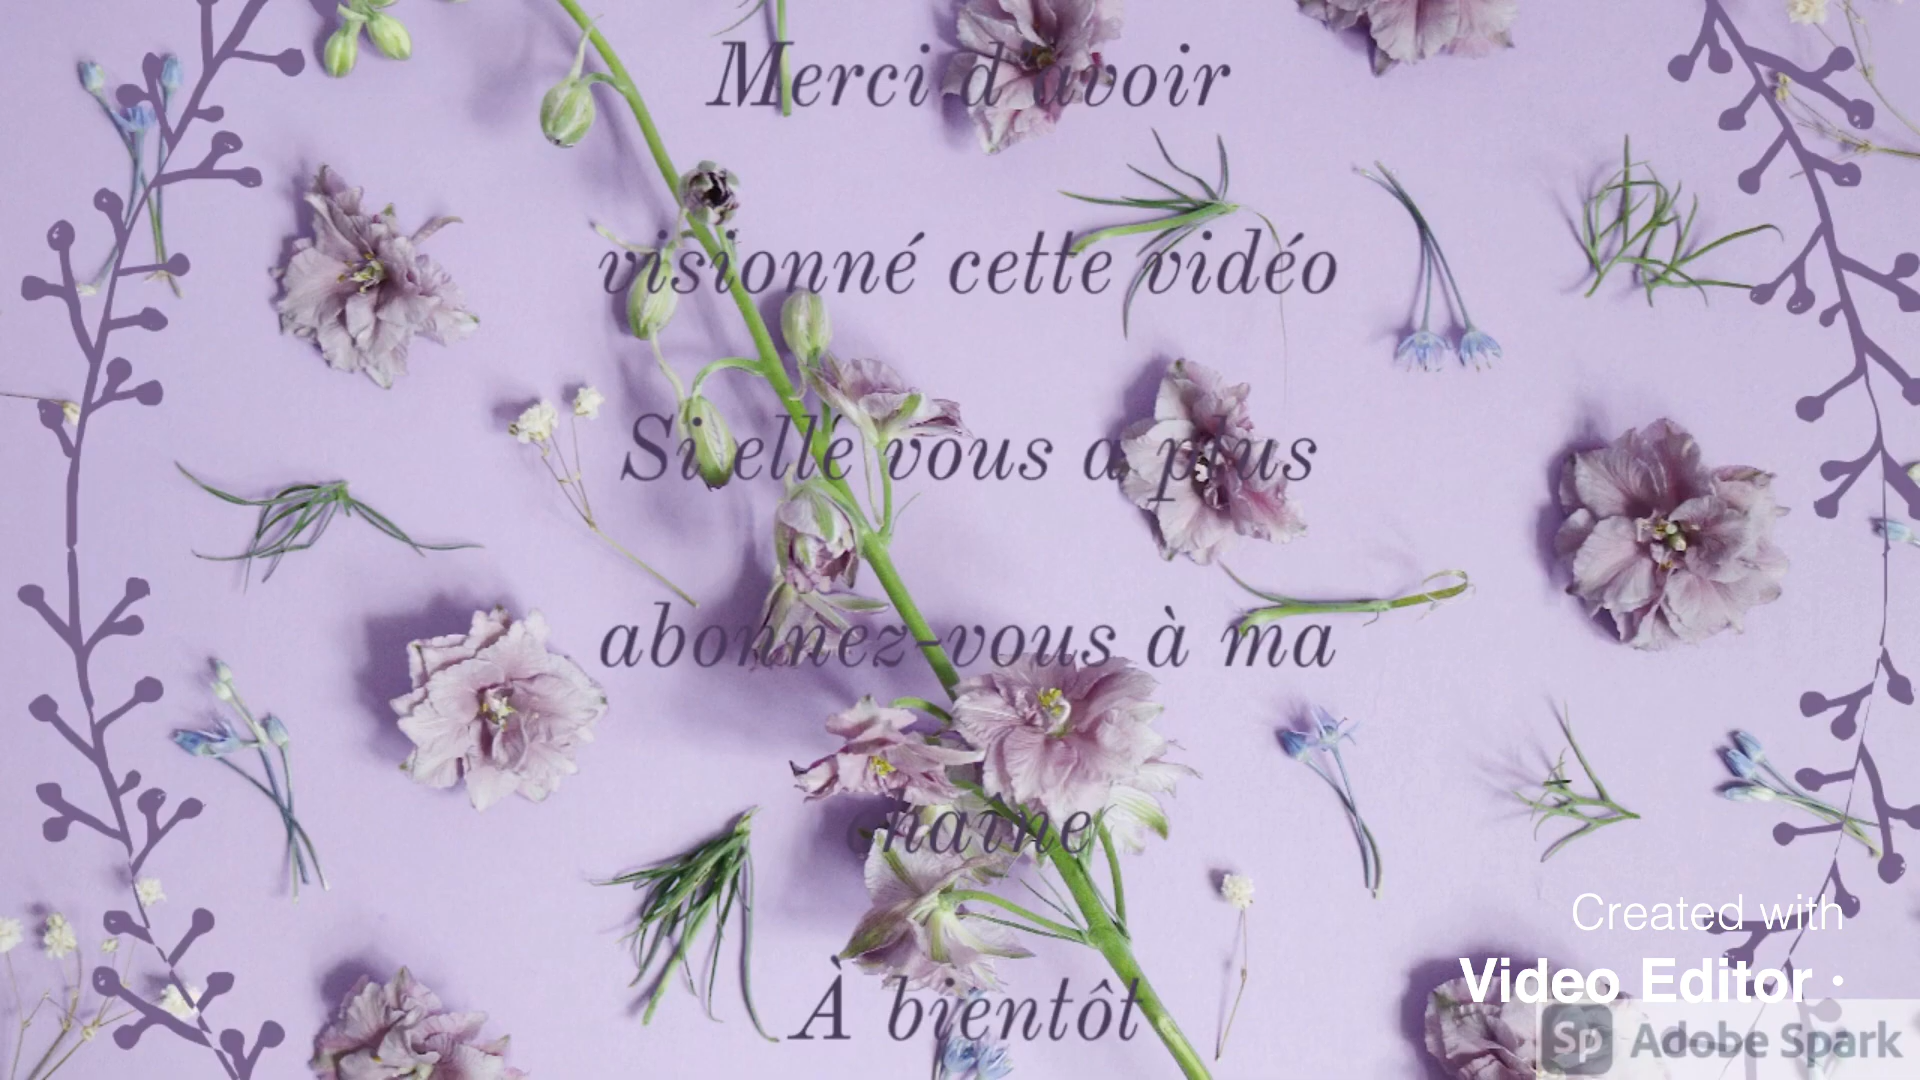 Merci d'avoir
visionné cette vidéo
Si elle vous a plus
abonnez-vous à ma
chaîne
À bientôt
Created with
Video Editor ·
Sp Adobe Spark